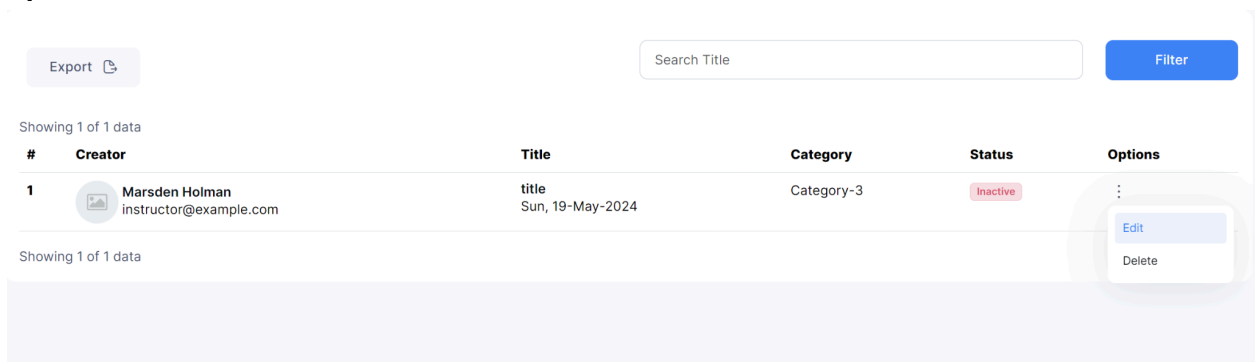 Export
Search Title
Filter
Showing 1 of 1 data
# Creator Title Category Status Options
1 Marsden Holman title Category-3 Inactive
instructor@example.com Sun, 19-May-2024
Edit
Showing 1 of 1 data
Delete